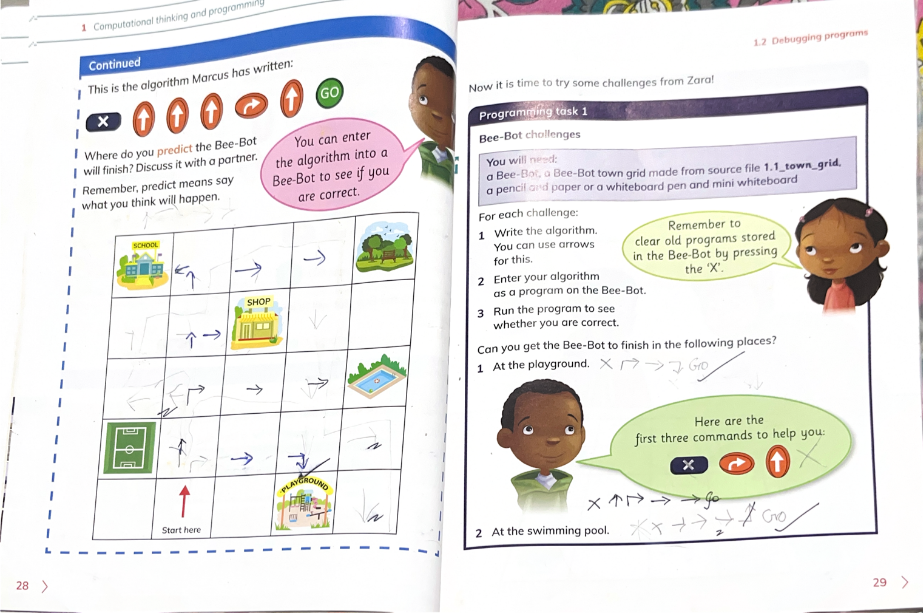 1 Computational thinking and programming
Continued
This is the algorithm Marcus has written:
X ↑ ↑ ↑ ↱ ↑ GO
Where do you predict the Bee-Bot
will finish? Discuss it with a partner.
Remember, predict means say
what you think will happen.
You can enter
the algorithm into a
Bee-Bot to see if you
are correct.
SCHOOL
SHOP
PLAYGROUND
Start here
28
1.2 Debugging programs
Now it is time to try some challenges from Zara!
Programming task 1
Bee-Bot challenges
You will need:
a Bee-Bot, a Bee-Bot town grid made from source file 1.1_town_grid,
a pencil and paper or a whiteboard pen and mini whiteboard
For each challenge:
1 Write the algorithm.
You can use arrows
for this.
2 Enter your algorithm
as a program on the Bee-Bot.
3 Run the program to see
whether you are correct.
Remember to
clear old programs stored
in the Bee-Bot by pressing
the 'X'.
Can you get the Bee-Bot to finish in the following places?
1 At the playground. X ↱ → ↴ GO
Here are the
first three commands to help you:
X ↱ ↑
X ↑ ↱ → → Go
2 At the swimming pool. GO
29